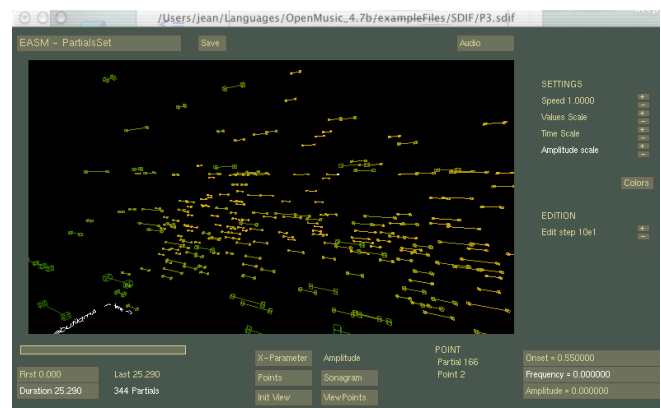 /Users/jean/Languages/OpenMusic_4.7b/exampleFiles/SDIF/P3.sdif
EASM - PartialsSet
Save
Audio
SETTINGS
Speed 1.0000
+
-
Values Scale
+
-
Time Scale
+
-
Amplitude scale
+
-
Colors
EDITION
Edit step 10e1
+
-
First 0.000
Last 25.290
Duration 25.290
344 Partials
X-Parameter
Amplitude
Points
Sonagram
Init View
ViewPoints
POINT
Partial 166
Point 2
Onset = 0.550000
Frequency = 0.000000
Amplitude = 0.000000